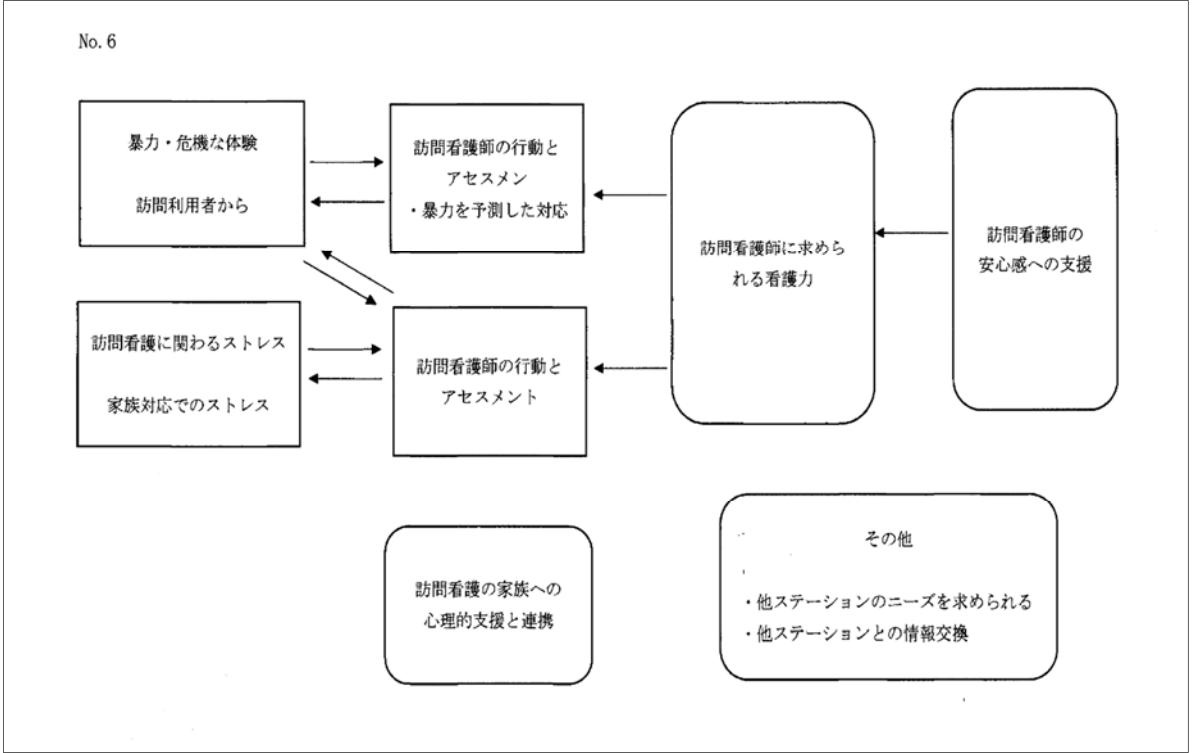 No.6
暴力・危機な体験
訪問利用者から
訪問看護師の行動と
アセスメン
・暴力を予測した対応
訪問看護師に求めら
れる看護力
訪問看護師の
安心感への支援
訪問看護に関わるストレス
家族対応でのストレス
訪問看護師の行動と
アセスメント
訪問看護の家族への
心理的支援と連携
その他
・他ステーションのニーズを求められる
・他ステーションとの情報交換